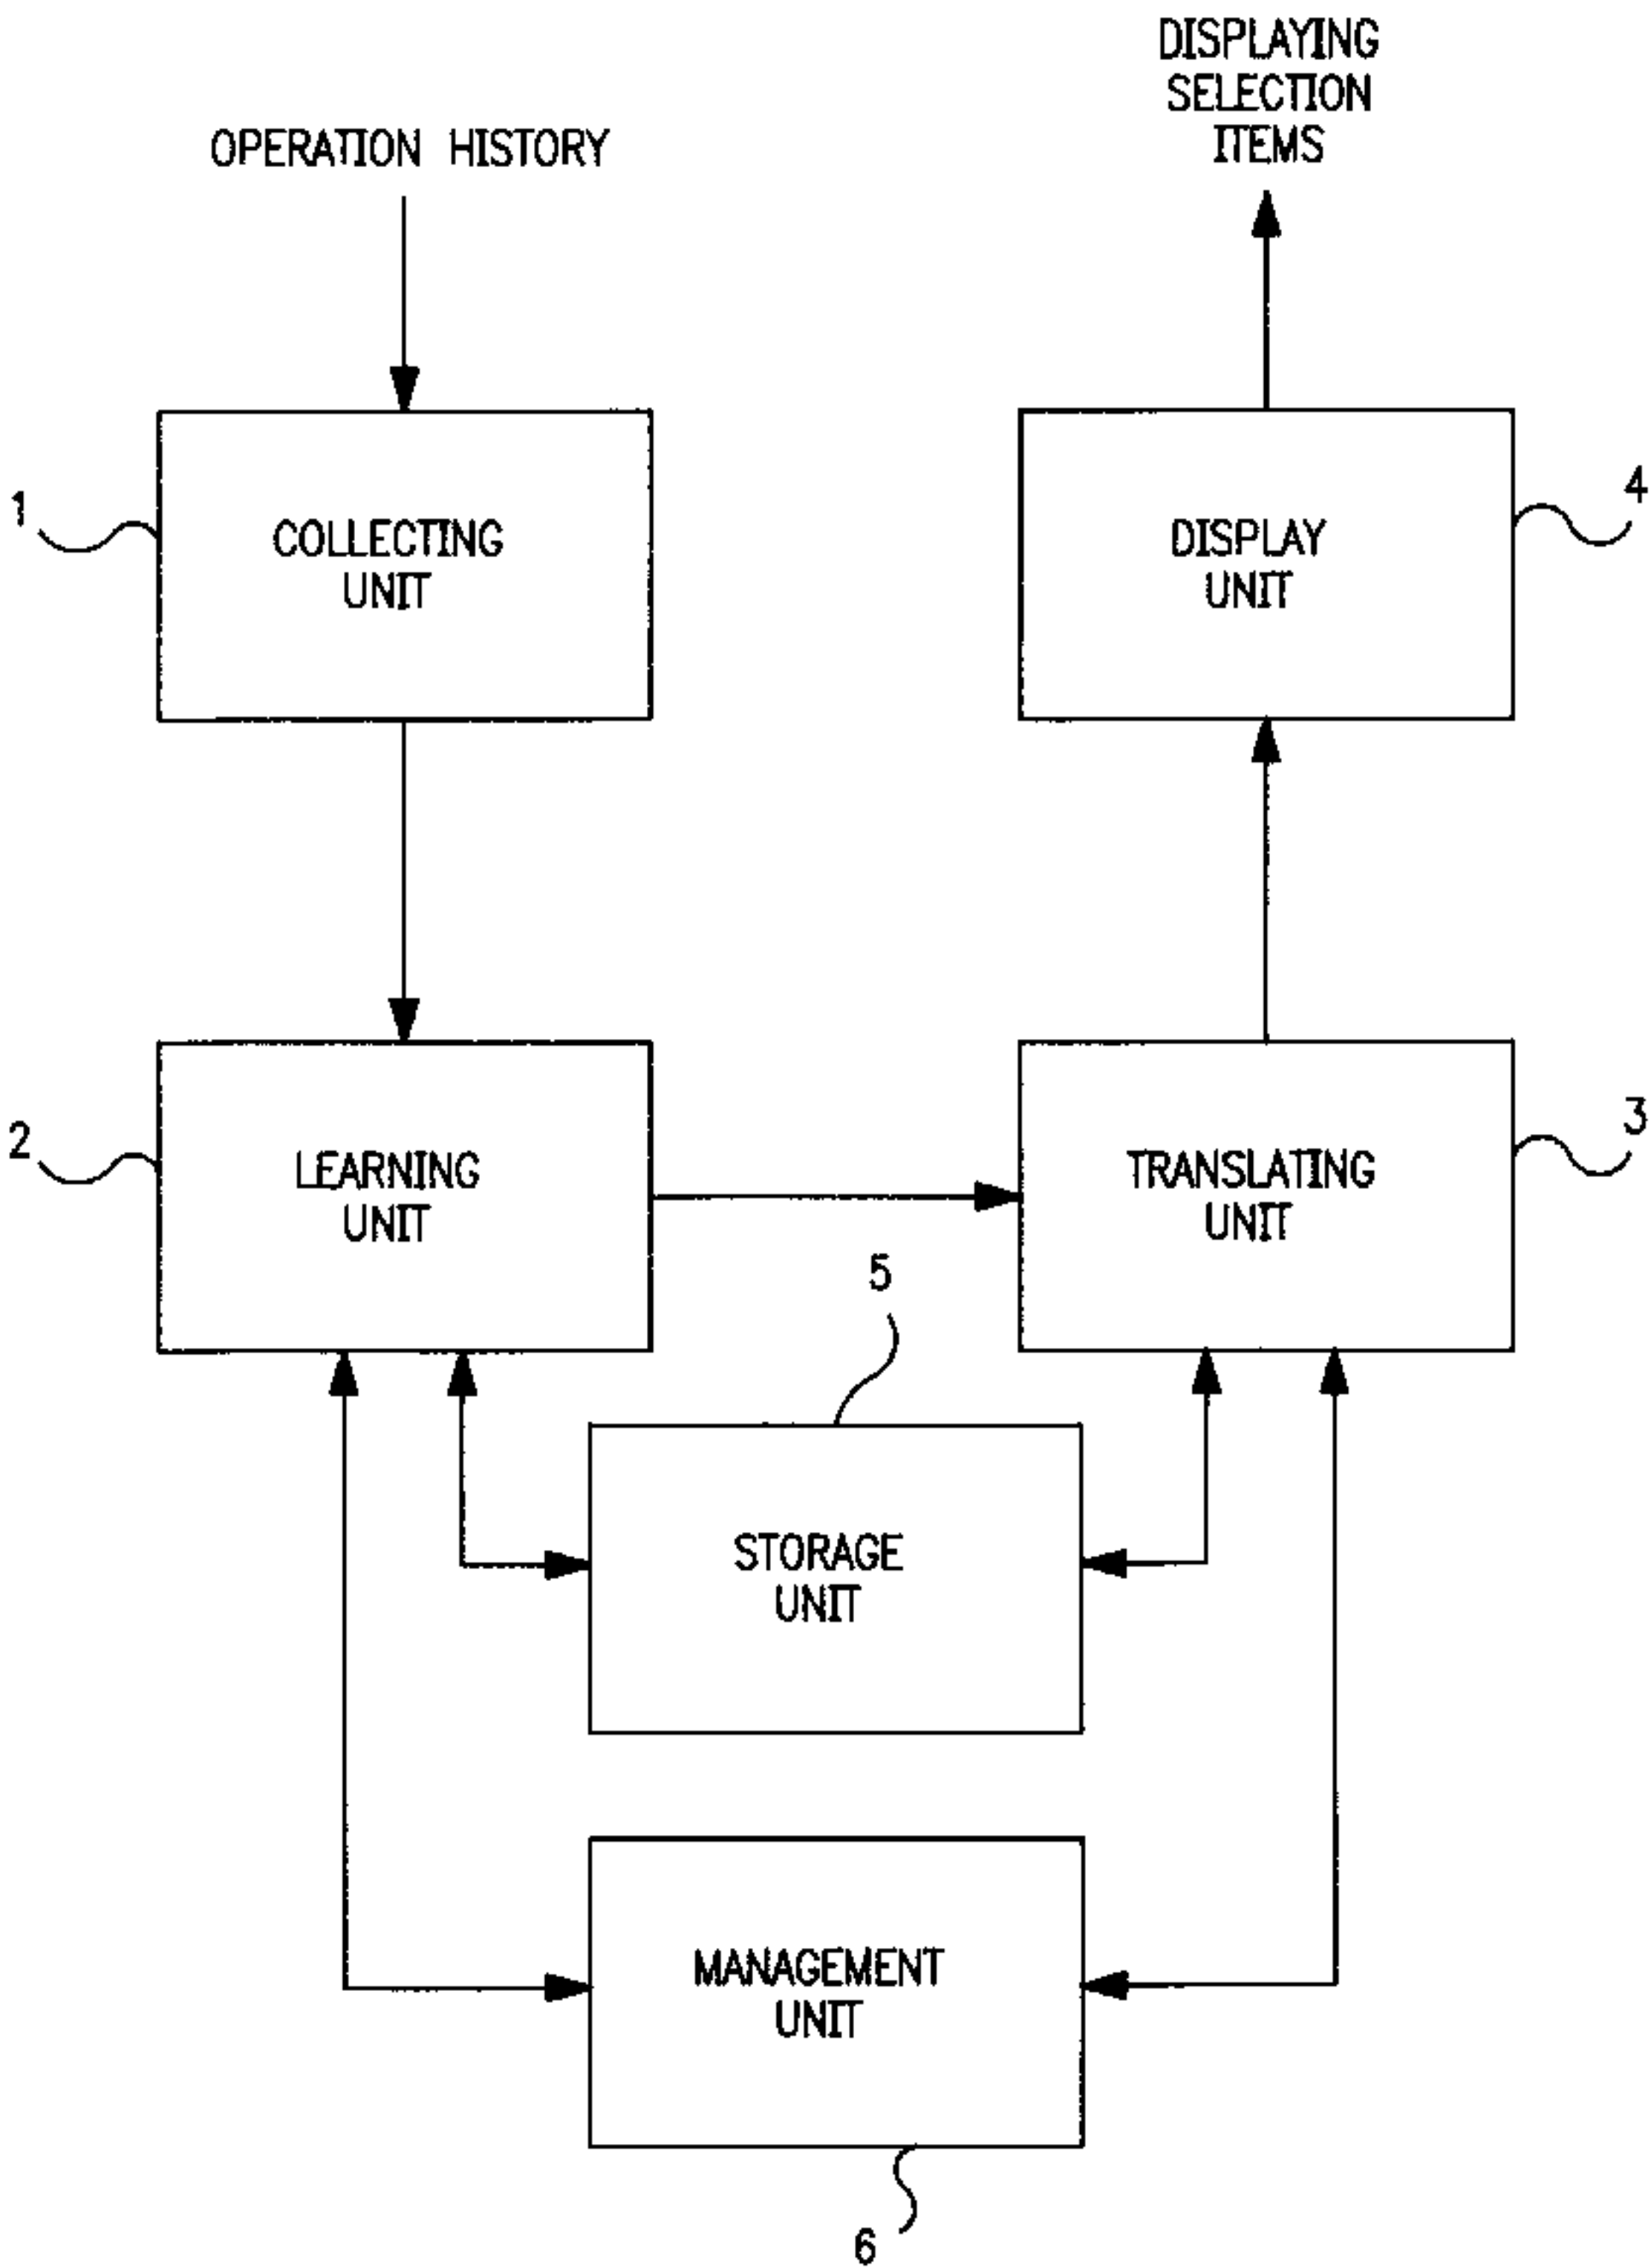 OPERATION HISTORY
DISPLAYING
SELECTION
ITEMS
1
COLLECTING
UNIT
DISPLAY
UNIT
4
2
LEARNING
UNIT
TRANSLATING
UNIT
3
5
STORAGE
UNIT
MANAGEMENT
UNIT
6